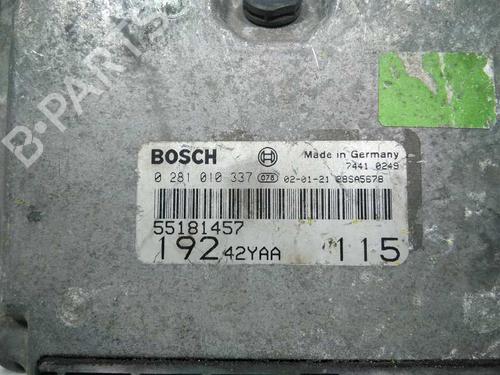 B-PARTS
BOSCH Made in Germany
7441 0249
0 281 010 337 078 02-01-21 28SA5678
55181457
192 42YAA 115